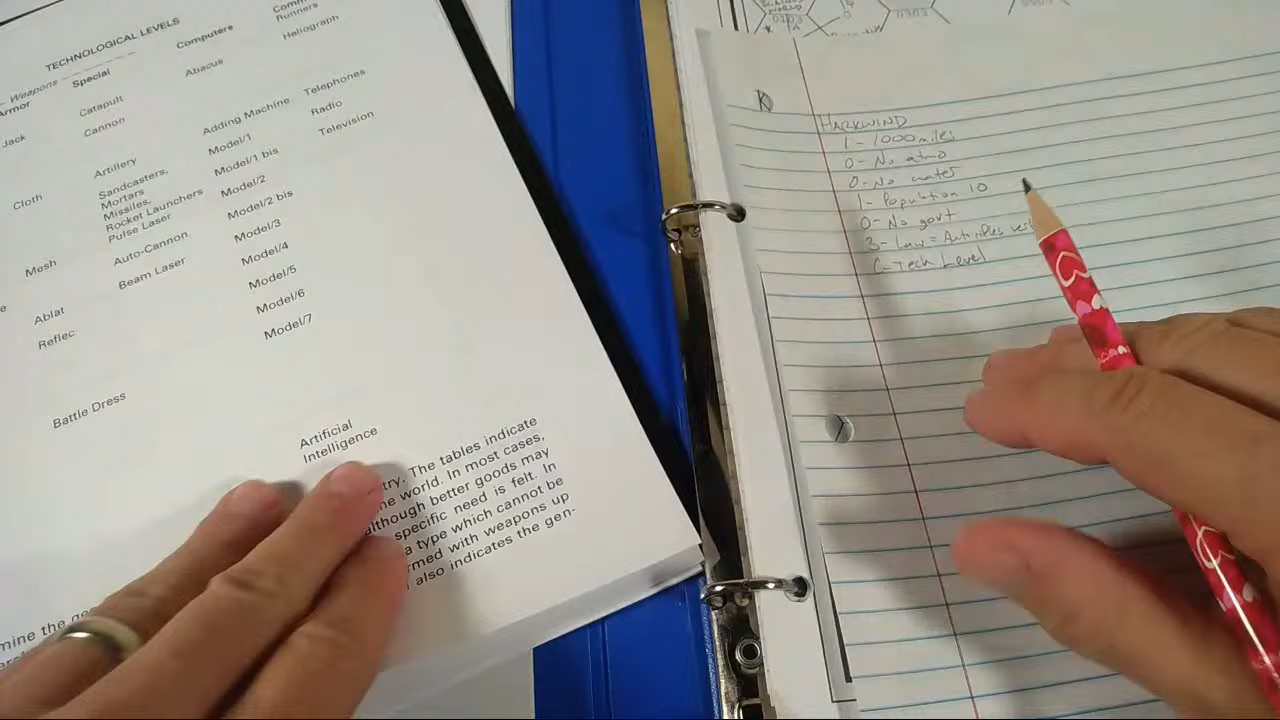 TECHNOLOGICAL LEVELS
Weapons
Armor Special Computers
Runners
Jack Catapult Abacus Heliograph
Cannon
Adding Machine Telephones
Artillery Model/1 Radio
Cloth Sandcasters, Model/1 bis Television
Mortars
Missiles, Model/2
Rocket Launchers
Pulse Laser Model/2 bis
Mesh Auto-Cannon Model/3
Beam Laser Model/4
Ablat Model/5
Reflec Model/6
Model/7
Battle Dress
Artificial
Intelligence
try. The tables indicate
he world. In most cases,
although better goods may
specific need is felt. In
a type which cannot be
rmed with weapons up
also indicates the gen-
mine the
HARKWIND
1 - 1000 miles
0 - No atmo
0 - No water
1 - Population 10
0 - No govt
3 - Law =
C - Tech Level